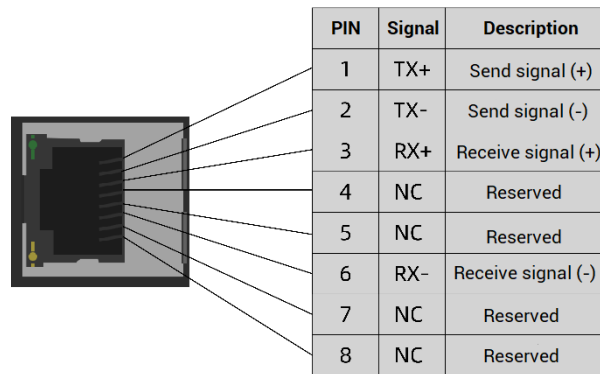 PIN Signal Description
1 TX+ Send signal (+)
2 TX- Send signal (-)
3 RX+ Receive signal (+)
4 NC Reserved
5 NC Reserved
6 RX- Receive signal (-)
7 NC Reserved
8 NC Reserved